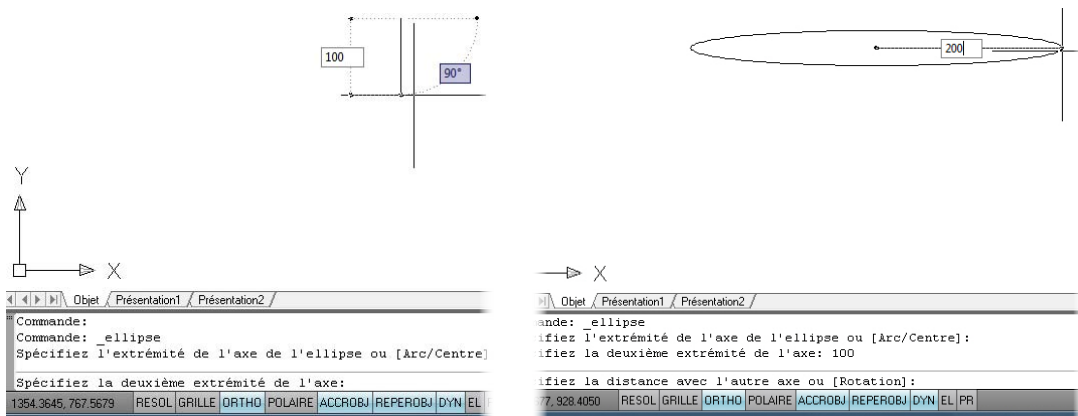 100
90°
Y
X
Objet Présentation1 Présentation2
Commande:
Commande: _ellipse
Spécifiez l'extrémité de l'axe de l'ellipse ou [Arc/Centre]
Spécifiez la deuxième extrémité de l'axe:
1354.3645, 767.5679 RESOL GRILLE ORTHO POLAIRE ACCROBJ REPEROBJ DYN EL
200
X
Objet Présentation1 Présentation2
ande: _ellipse
ifiez l'extrémité de l'axe de l'ellipse ou [Arc/Centre]:
ifiez la deuxième extrémité de l'axe: 100
ifiez la distance avec l'autre axe ou [Rotation]:
77, 928.4050 RESOL GRILLE ORTHO POLAIRE ACCROBJ REPEROBJ DYN EL PR